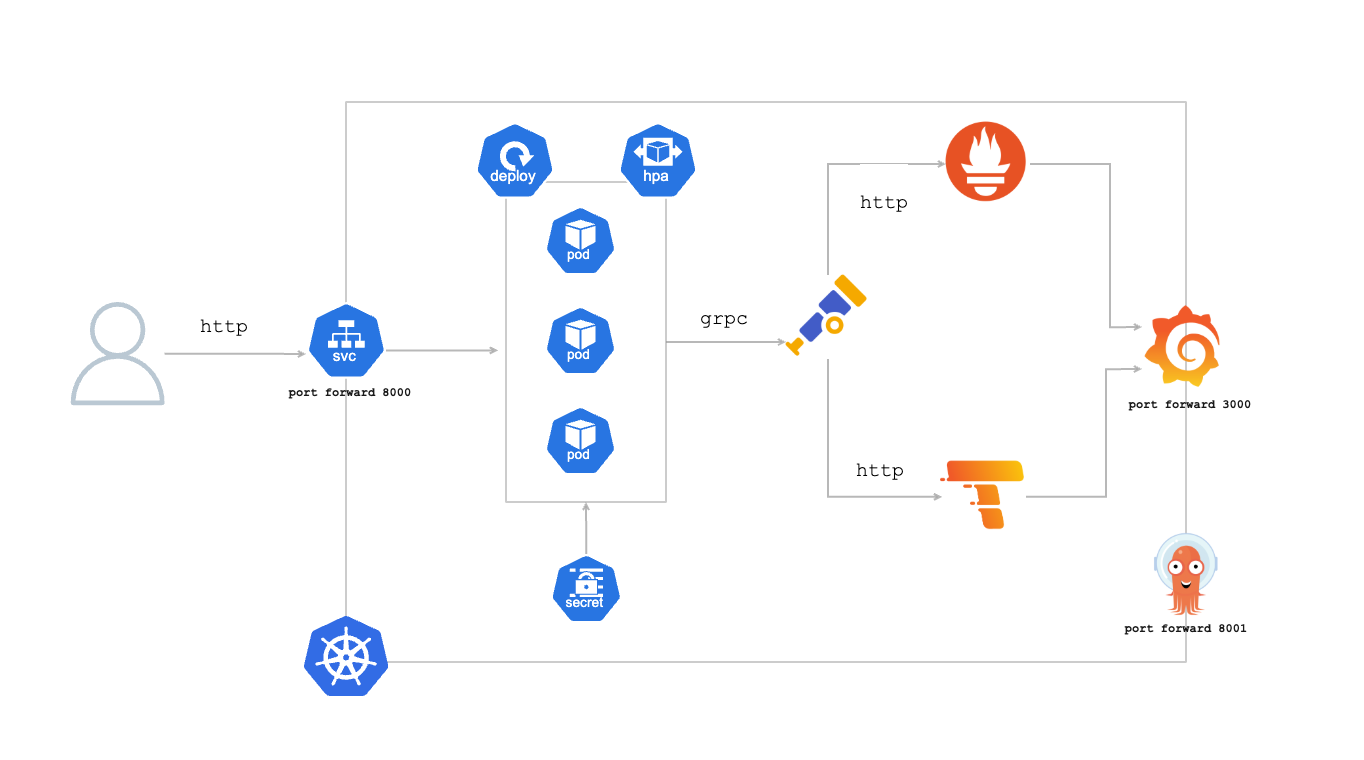 deploy
hpa
pod
http
grpc
http
svc
pod
port forward 8000
port forward 3000
pod
http
secret
port forward 8001